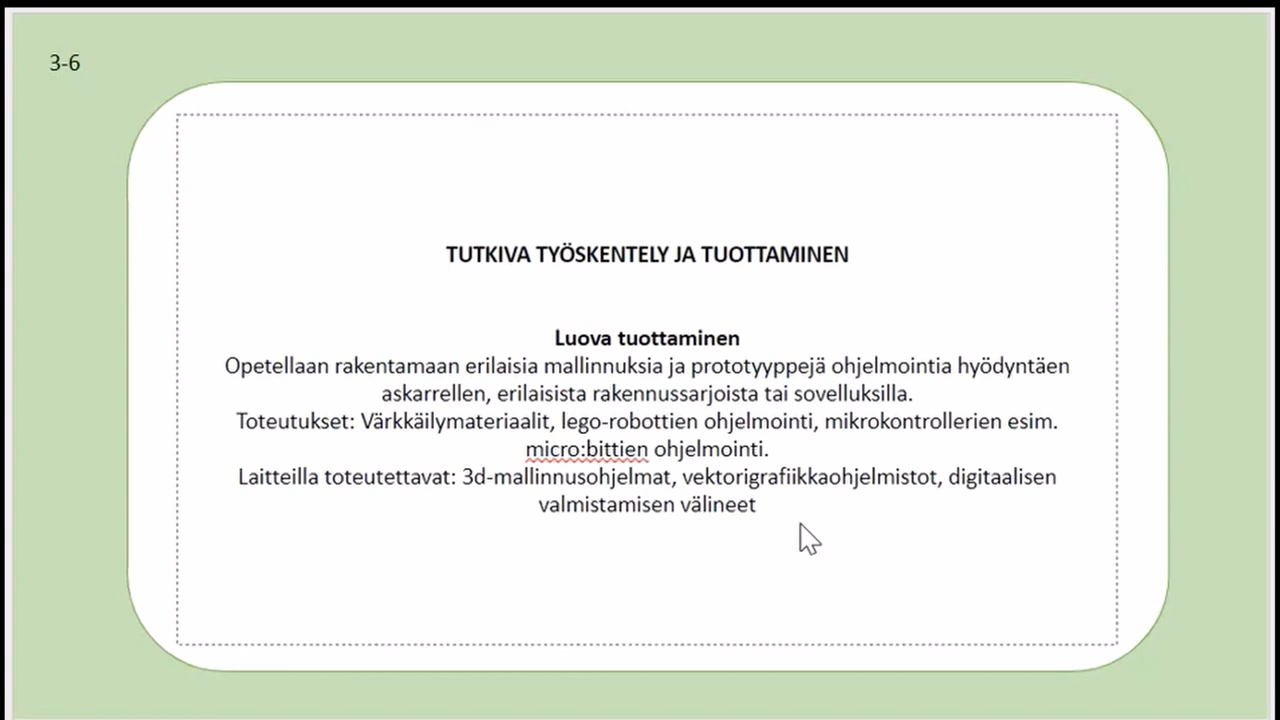 3-6
TUTKIVA TYÖSKENTELY JA TUOTTAMINEN
Luova tuottaminen
Opetellaan rakentamaan erilaisia mallinnuksia ja prototyyppejä ohjelmointia hyödyntäen
askarrellen, erilaisista rakennussarjoista tai sovelluksilla.
Toteutukset: Värkkäilymateriaalit, lego-robottien ohjelmointi, mikrokontrollerien esim.
micro:bittien ohjelmointi.
Laitteilla toteutettavat: 3d-mallinnusohjelmat, vektorigrafiikkaohjelmistot, digitaalisen
valmistamisen välineet